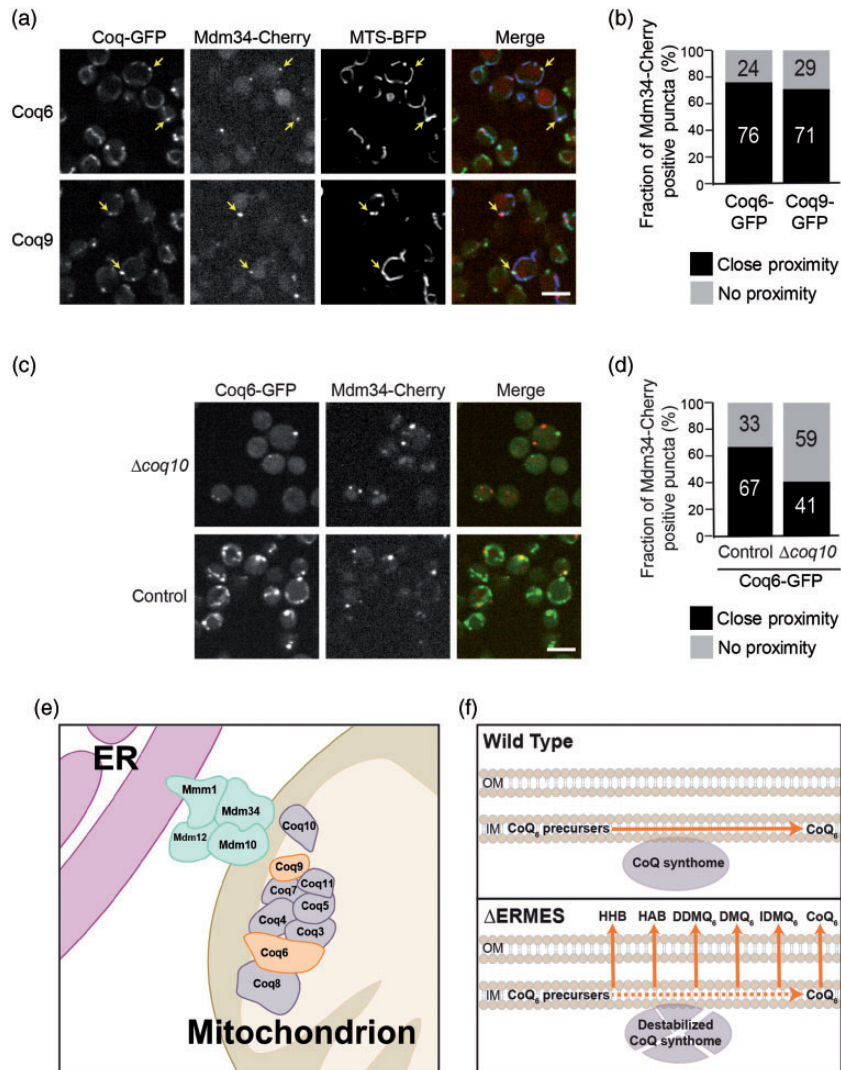 (a)
Coq-GFP Mdm34-Cherry MTS-BFP Merge
Coq6
Coq9
(b)
Fraction of Mdm34-Cherry
positive puncta (%)
100
80
60
40
20
0
24 29
76 71
Coq6-
GFP
Coq9-
GFP
Close proximity
No proximity
(c)
Coq6-GFP Mdm34-Cherry Merge
Δcoq10
Control
(d)
Fraction of Mdm34-Cherry
positive puncta (%)
100
80
60
40
20
0
33 59
67 41
Control Δcoq10
Coq6-GFP
Close proximity
No proximity
(e)
ER
Mmm1
Mdm34
Mdm12
Mdm10
Coq10
Coq9
Coq7 Coq11
Coq5
Coq4
Coq3
Coq6
Coq8
Mitochondrion
(f)
Wild Type
OM
IM CoQ6 precursers CoQ6
CoQ synthome
ΔERMES HHB HAB DDMQ6 DMQ6 IDMQ6 CoQ6
OM
IM CoQ6 precursers CoQ6
Destabilized
CoQ synthome